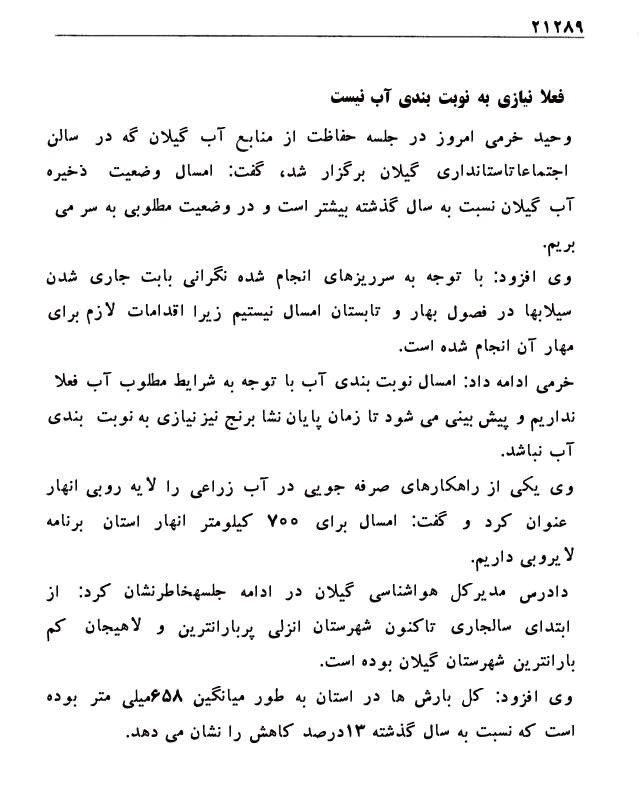 ۲۱۲۸۹
فعلا نیازی به نوبت بندی آب نیست
وحید خرمی امروز در جلسه حفاظت از منابع آب گیلان گه در سالن
اجتماعاتاستانداری گیلان برگزار شد، گفت: امسال وضعیت ذخیره
آب گیلان نسبت به سال گذشته بیشتر است و در وضعیت مطلوبی به سر می
بریم.
وی افزود: با توجه به سرریزهای انجام شده نگرانی بابت جاری شدن
سیلابها در فصول بهار و تابستان امسال نیستیم زیرا اقدامات لازم برای
مهار آن انجام شده است.
خرمی ادامه داد: امسال نوبت بندی آب با توجه به شرایط مطلوب آب فعلا
نداریم و پیش بینی می شود تا زمان پایان نشا برنج نیز نیازی به نوبت بندی
آب نباشد.
وی یکی از راهکارهای صرفه جویی در آب زراعی را لایه روبی انهار
عنوان کرد و گفت: امسال برای ۷۰۰ کیلومتر انهار استان برنامه
لایروبی داریم.
دادرس مدیرکل هواشناسی گیلان در ادامه جلسهخاطرنشان کرد: از
ابتدای سالجاری تاکنون شهرستان انزلی پربارانترین و لاهیجان کم
بارانترین شهرستان گیلان بوده است.
وی افزود: کل بارش ها در استان به طور میانگین ۶۵۸میلی متر بوده
است که نسبت به سال گذشته ۱۳درصد کاهش را نشان می دهد.